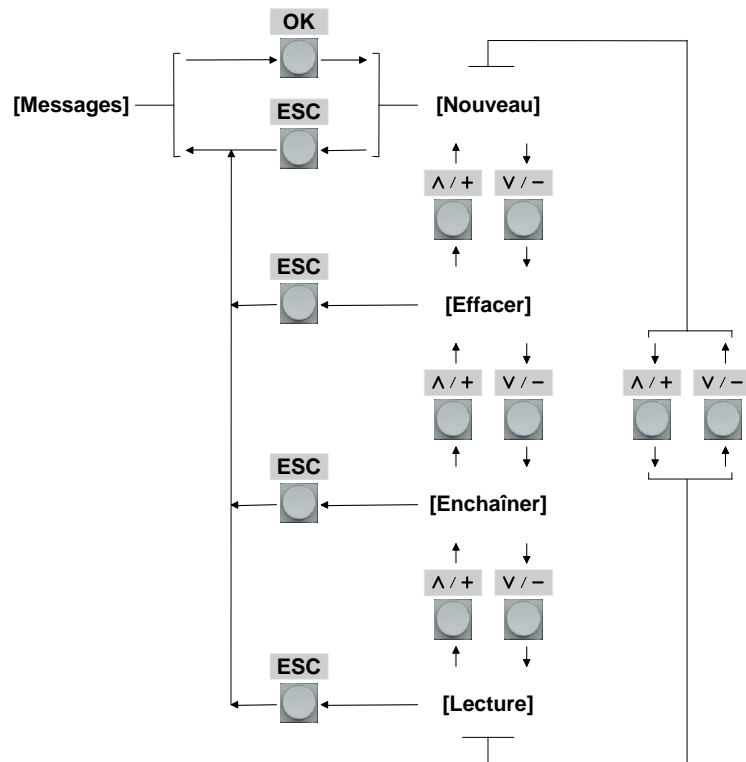 OK
[Messages]
[Nouveau]
ESC
∧ / + ∨ / −
ESC
[Effacer]
∧ / + ∨ / − ∧ / + ∨ / −
ESC
[Enchaîner]
∧ / + ∨ / −
ESC
[Lecture]